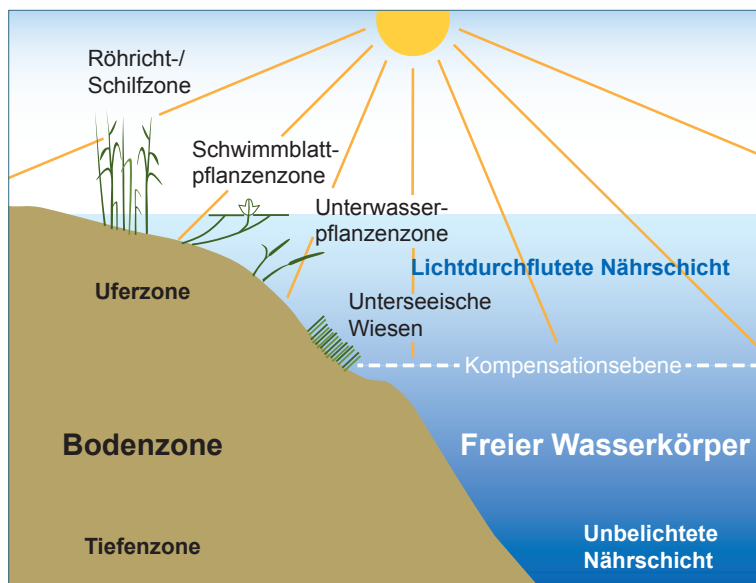 Röhricht-/
Schilfzone
Schwimmblatt-
pflanzenzone
Unterwasser-
pflanzenzone
Lichtdurchflutete Nährschicht
Uferzone
Unterseeische
Wiesen
Kompensationsebene
Bodenzone
Freier Wasserkörper
Tiefenzone
Unbelichtete
Nährschicht